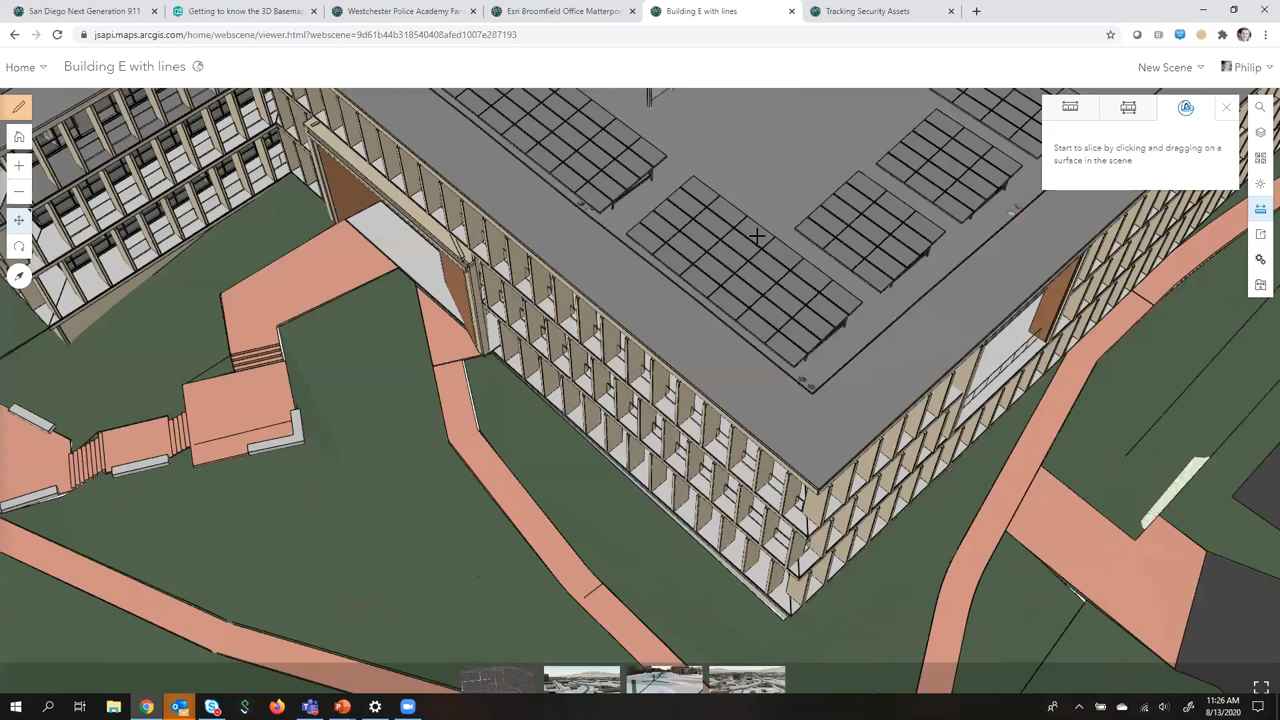 San Diego Next Generation 911
Getting to know the 3D Basema
Westchester Police Academy Far
Esri Broomfield Office Matterpo
Building E with lines
Tracking Security Assets
jsapi.maps.arcgis.com/home/webscene/viewer.html?webscene=9d61b44b318540408afed1007e287193
Home
Building E with lines
New Scene
Philip
Start to slice by clicking and dragging on a
surface in the scene
11:26 AM
8/13/2020